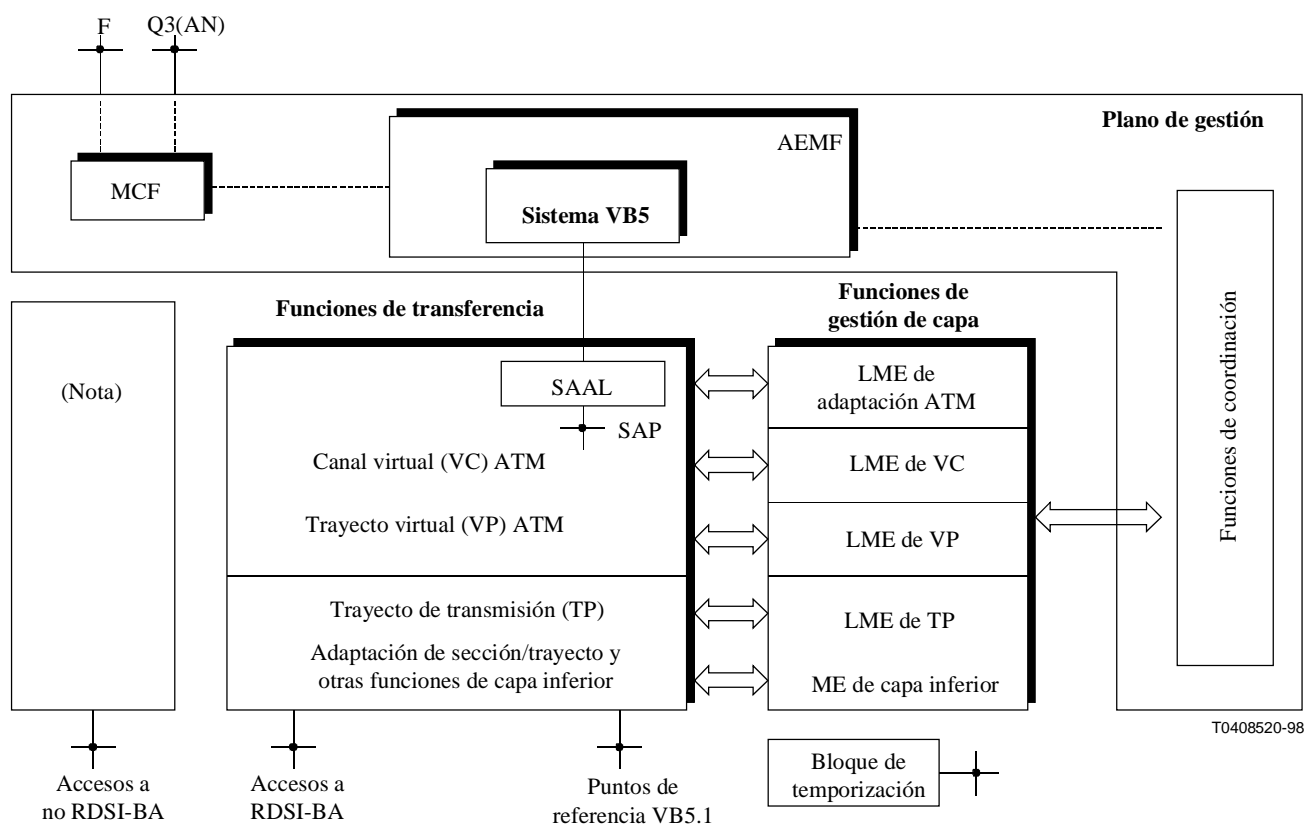 F
Q3(AN)
Plano de gestión
AEMF
MCF
Sistema VB5
Funciones de transferencia
Funciones de
gestión de capa
Funciones de coordinación
(Nota)
SAAL
SAP
LME de
adaptación ATM
Canal virtual (VC) ATM
LME de VC
Trayecto virtual (VP) ATM
LME de VP
Trayecto de transmisión (TP)
LME de TP
Adaptación de sección/trayecto y
otras funciones de capa inferior
ME de capa inferior
T0408520-98
Accesos a
no RDSI-BA
Accesos a
RDSI-BA
Puntos de
referencia VB5.1
Bloque de
temporización